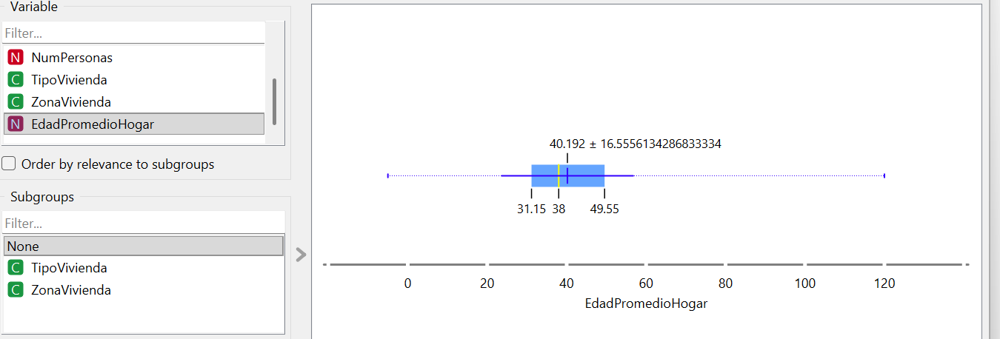 Variable
Filter...
N NumPersonas
C TipoVivienda
C ZonaVivienda
N EdadPromedioHogar
Order by relevance to subgroups
Subgroups
Filter...
None
C TipoVivienda
C ZonaVivienda
40.192 ± 16.5556134286833334
31.15 38 49.55
0 20 40 60 80 100 120
EdadPromedioHogar